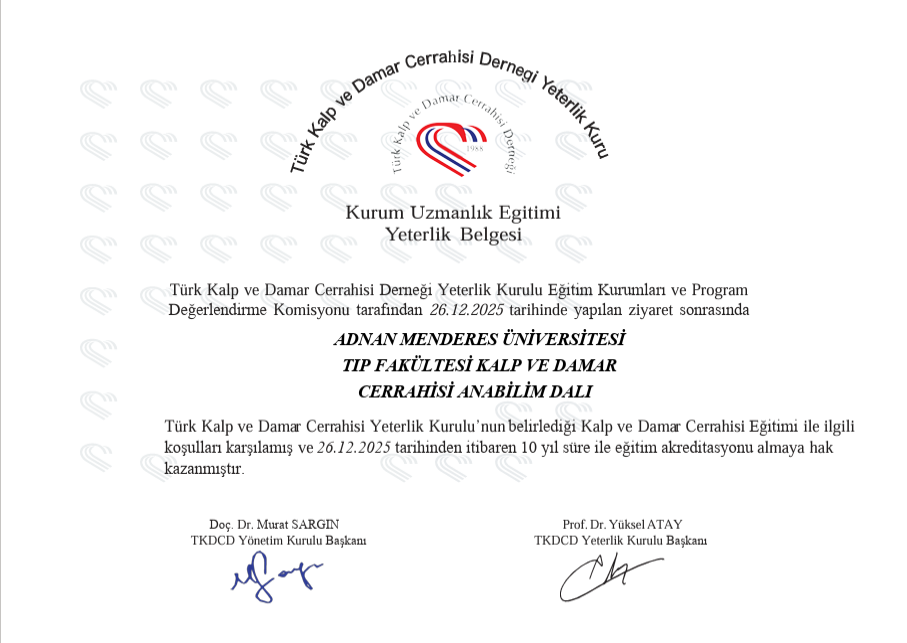 Türk Kalp ve Damar Cerrahisi Dernegi Yeterlik Kuru
Türk Kalp ve Damar Cerrahisi Derneği
1988
Kurum Uzmanlık Egitimi
Yeterlik Belgesi
Türk Kalp ve Damar Cerrahisi Derneği Yeterlik Kurulu Eğitim Kurumları ve Program
Değerlendirme Komisyonu tarafından 26.12.2025 tarihinde yapılan ziyaret sonrasında
ADNAN MENDERES ÜNİVERSİTESİ
TIP FAKÜLTESİ KALP VE DAMAR
CERRAHİSİ ANABİLİM DALI
Türk Kalp ve Damar Cerrahisi Yeterlik Kurulu’nun belirlediği Kalp ve Damar Cerrahisi Eğitimi ile ilgili
koşulları karşılamış ve 26.12.2025 tarihinden itibaren 10 yıl süre ile eğitim akreditasyonu almaya hak
kazanmıştır.
Doç. Dr. Murat SARGIN
TKDCD Yönetim Kurulu Başkanı
Prof. Dr. Yüksel ATAY
TKDCD Yeterlik Kurulu Başkanı